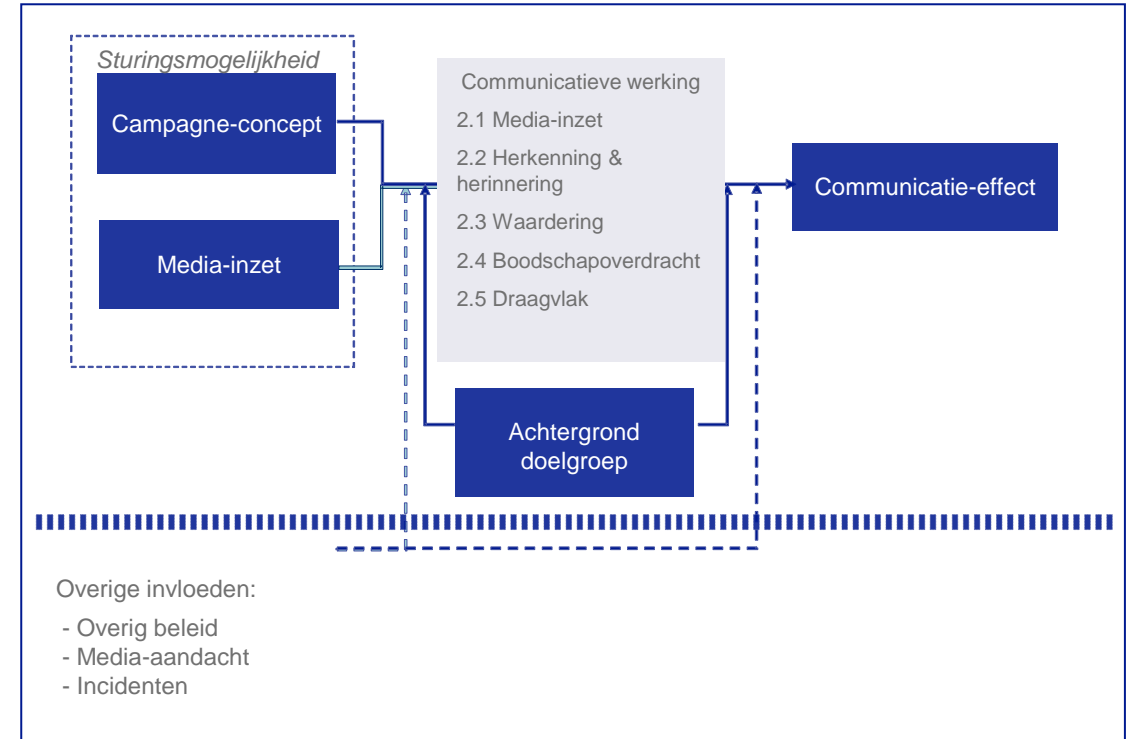 Sturingsmogelijkheid
Campagne-concept
Media-inzet
Communicatieve werking
2.1 Media-inzet
2.2 Herkenning &
herinnering
2.3 Waardering
2.4 Boodschapoverdracht
2.5 Draagvlak
Communicatie-effect
Achtergrond
doelgroep
Overige invloeden:
- Overig beleid
- Media-aandacht
- Incidenten